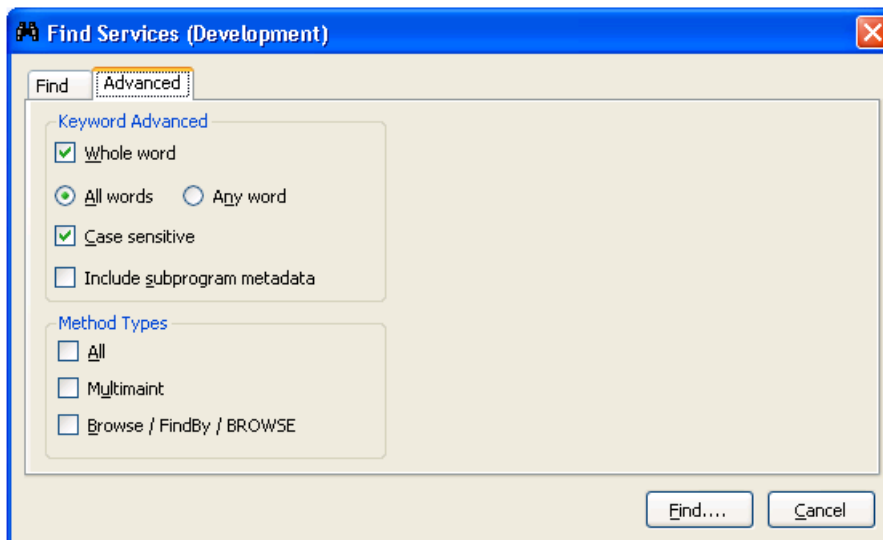 Find Services (Development)
Find Advanced
Keyword Advanced
Whole word
All words Any word
Case sensitive
Include subprogram metadata
Method Types
All
Multimaint
Browse / FindBy / BROWSE
Find.... Cancel